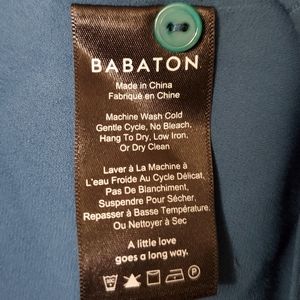 BABATON
Made in China
Fabriqué en Chine
Machine Wash Cold
Gentle Cycle, No Bleach,
Hang To Dry, Low Iron,
Or Dry Clean
Laver à La Machine à
L'eau Froide Au Cycle Délicat,
Pas De Blanchiment,
Suspendre Pour Sécher,
Repasser à Basse Température,
Ou Nettoyer à Sec
A little love
goes a long way.
P